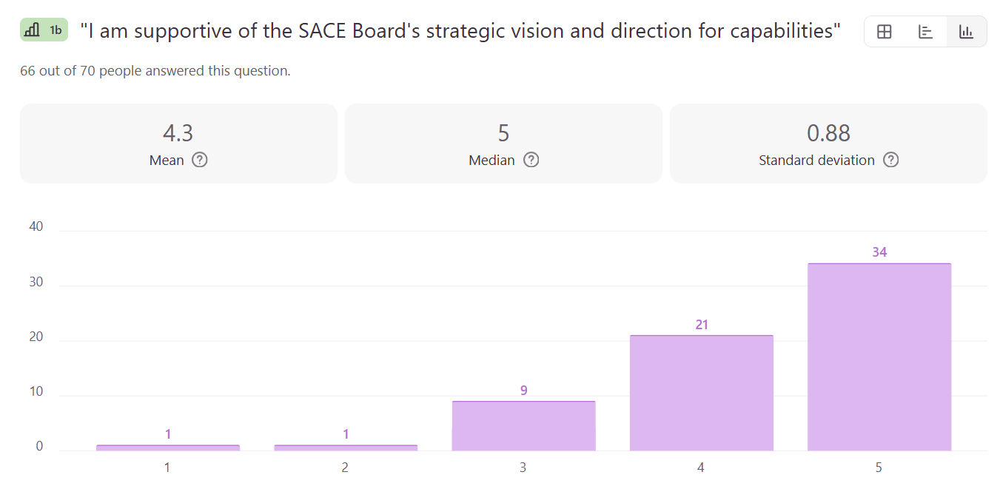 1b "I am supportive of the SACE Board's strategic vision and direction for capabilities"
66 out of 70 people answered this question.
4.3 5 0.88
Mean ? Median ? Standard deviation ?
40
34
30
21
20
9
10
1 1
0
1 2 3 4 5